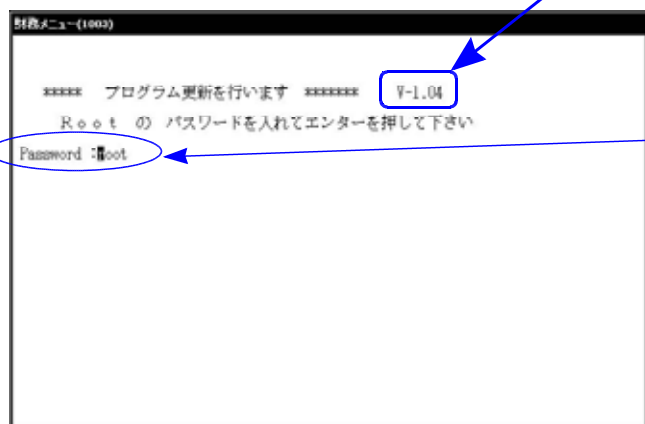 財務メニュー(1003)
***** プログラム更新を行います ******* V-1.04
Root の パスワードを入れてエンターを押して下さい
Password :Root